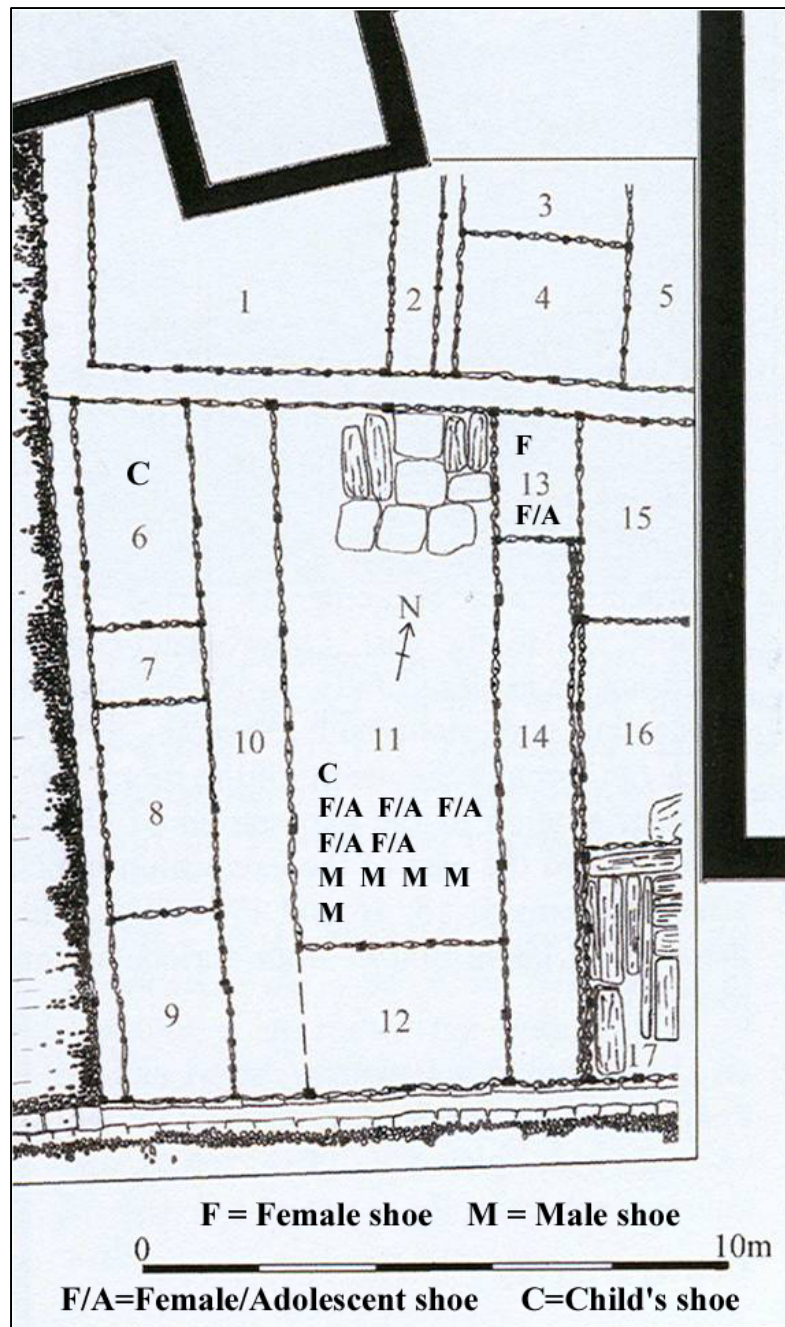 3
1
2
4
5
F
C
13
6
F/A
15
N
7
10
11
14
16
C
8
F/A F/A F/A
F/A F/A
M M M M
M
9
12
17
F = Female shoe M = Male shoe
0 10m
F/A=Female/Adolescent shoe C=Child's shoe